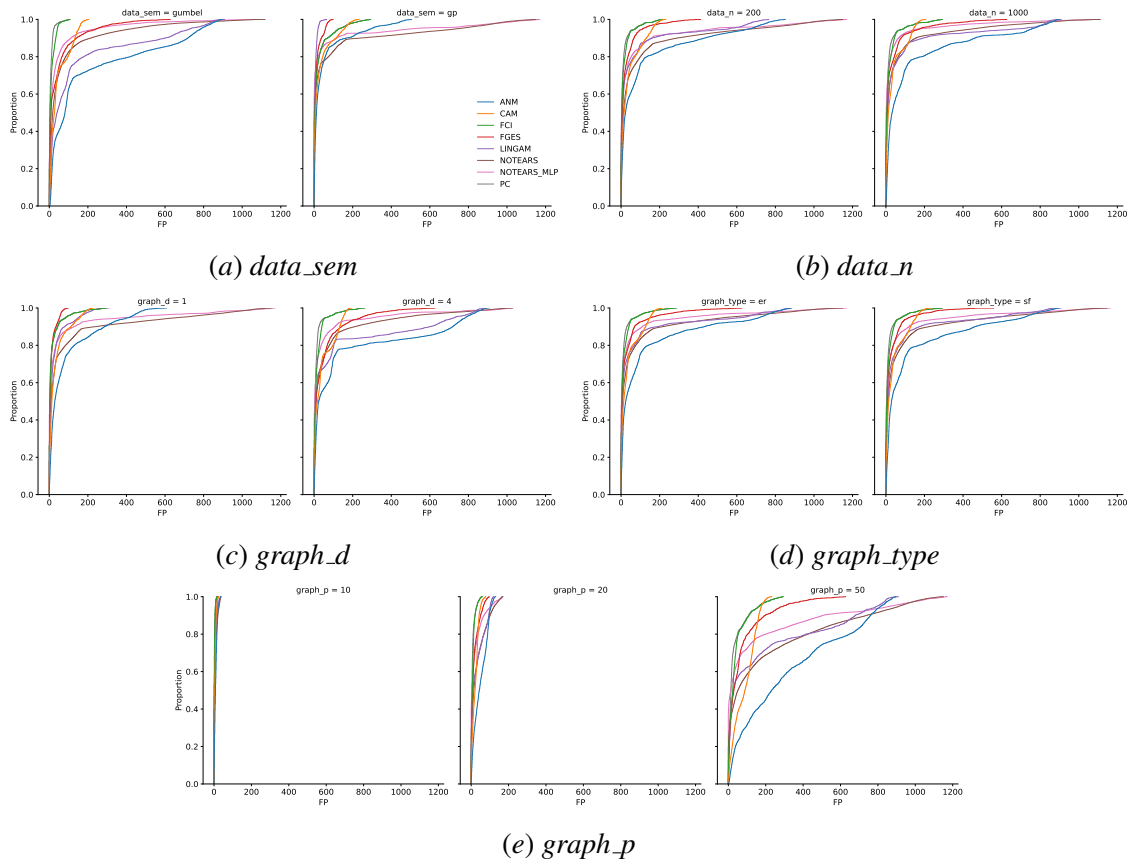 data_sem = gumbel
data_sem = gp
data_n = 200
data_n = 1000
1.0
0.8
0.6
0.4
0.2
0.0
Proportion
0 200 400 600 800 1000 1200
FP
0 200 400 600 800 1000 1200
FP
ANM
CAM
FCI
FGES
LINGAM
NOTEARS
NOTEARS_MLP
PC
1.0
0.8
0.6
0.4
0.2
0.0
Proportion
0 200 400 600 800 1000 1200
FP
0 200 400 600 800 1000 1200
FP
(a) data_sem
(b) data_n
graph_d = 1
graph_d = 4
graph_type = er
graph_type = sf
1.0
0.8
0.6
0.4
0.2
0.0
Proportion
0 200 400 600 800 1000 1200
FP
0 200 400 600 800 1000 1200
FP
1.0
0.8
0.6
0.4
0.2
0.0
Proportion
0 200 400 600 800 1000 1200
FP
0 200 400 600 800 1000 1200
FP
(c) graph_d
(d) graph_type
graph_p = 10
graph_p = 20
graph_p = 50
1.0
0.8
0.6
0.4
0.2
0.0
Proportion
0 200 400 600 800 1000 1200
FP
0 200 400 600 800 1000 1200
FP
0 200 400 600 800 1000 1200
FP
(e) graph_p